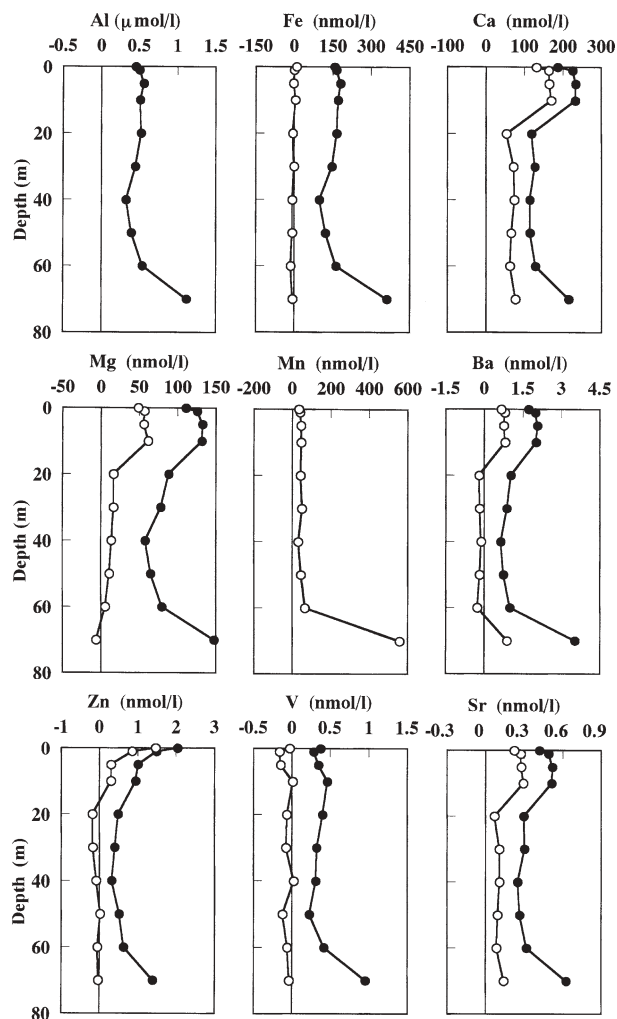 Al (μ mol/l) Fe (nmol/l) Ca (nmol/l)
-0.5 0 0.5 1 1.5 -150 0 150 300 450 -100 0 100 200 300
0
20
40
60
80
Depth (m)
Mg (nmol/l) Mn (nmol/l) Ba (nmol/l)
-50 0 50 100 150 -200 0 200 400 600 -1.5 0 1.5 3 4.5
0
20
40
60
80
Depth (m)
Zn (nmol/l) V (nmol/l) Sr (nmol/l)
-1 0 1 2 3 -0.5 0 0.5 1 1.5 -0.3 0 0.3 0.6 0.9
0
20
40
60
80
Depth (m)